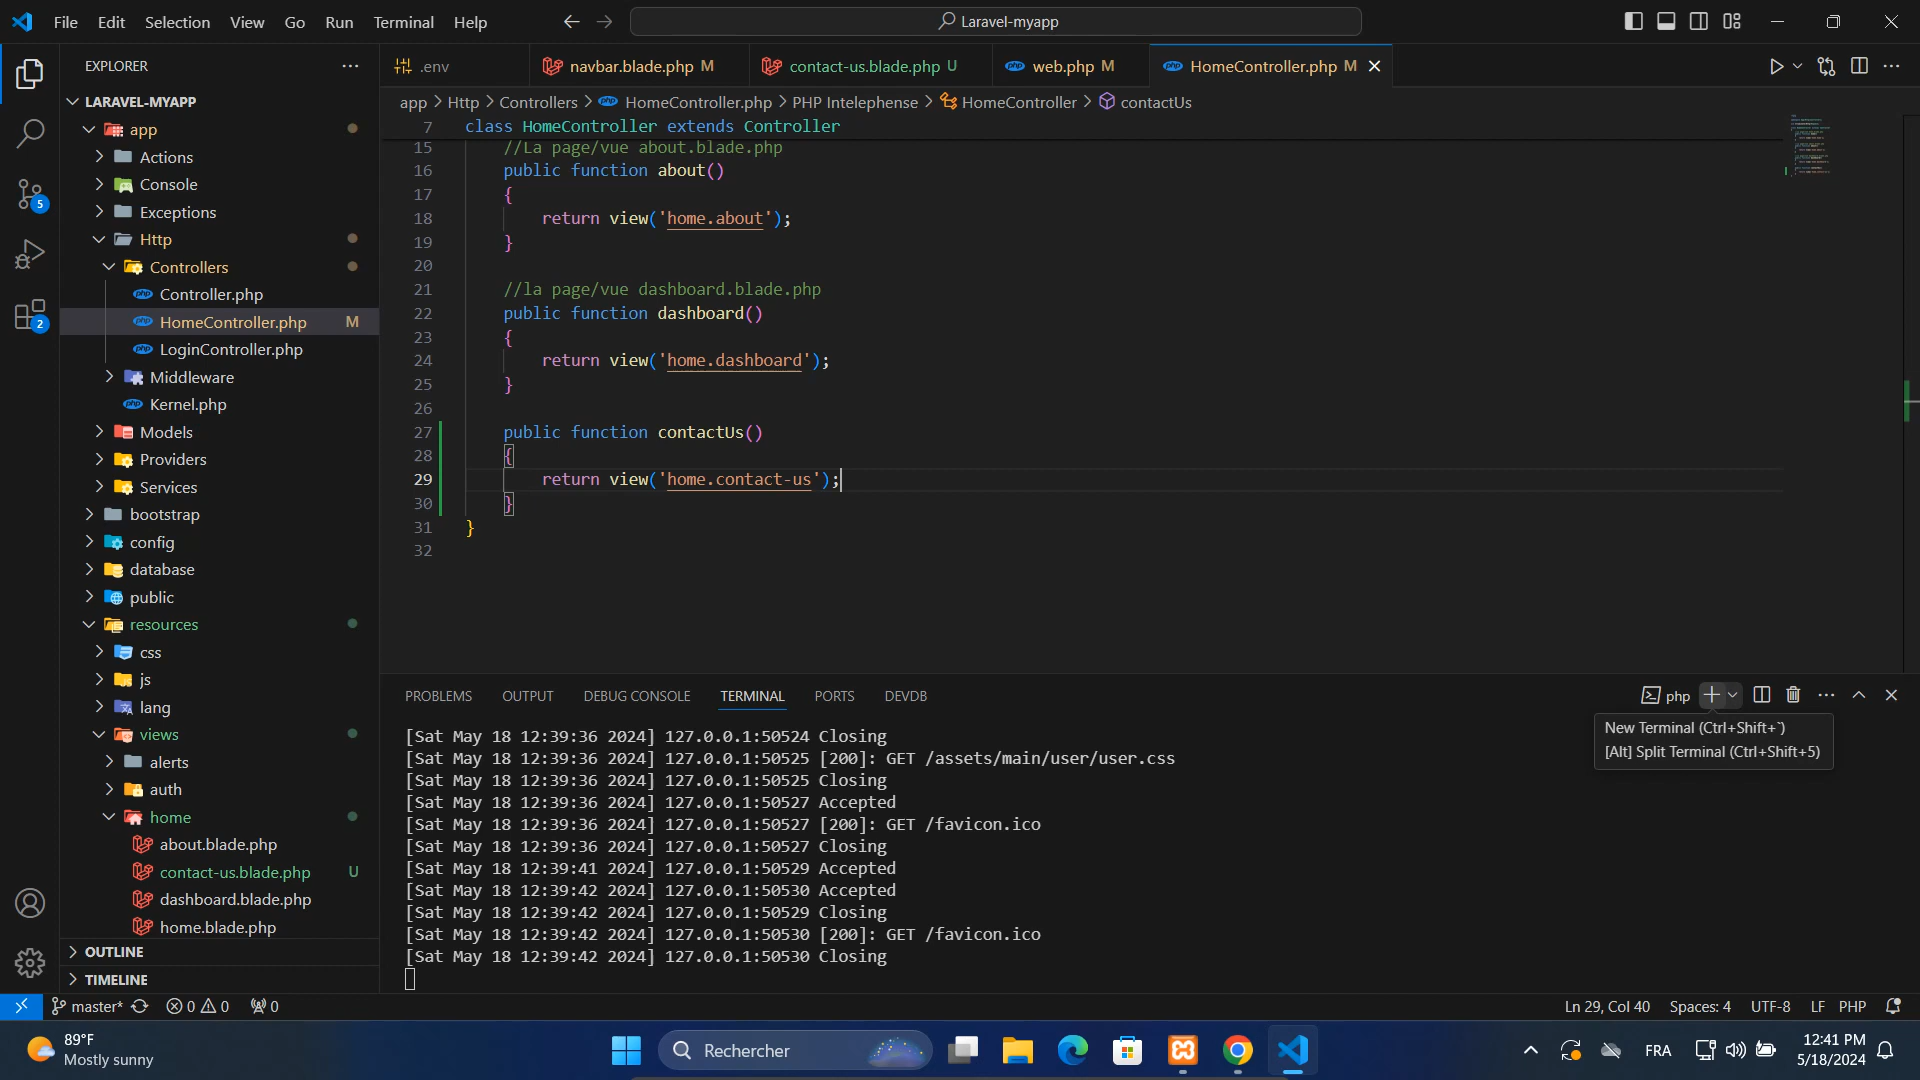 File Edit Selection View Go Run Terminal Help
Laravel-myapp
EXPLORER
LARAVEL-MYAPP
app
Actions
Console
Exceptions
Http
Controllers
Controller.php
HomeController.php M
LoginController.php
Middleware
Kernel.php
Models
Providers
Services
bootstrap
config
database
public
resources
css
js
lang
views
alerts
auth
home
about.blade.php
contact-us.blade.php U
dashboard.blade.php
home.blade.php
OUTLINE
TIMELINE
5
2
.env
navbar.blade.php M
contact-us.blade.php U
web.php M
HomeController.php M
app > Http > Controllers > HomeController.php > PHP Intelephense > HomeController > contactUs
7 class HomeController extends Controller
15 //La page/vue about.blade.php
16 public function about()
17 {
18 return view('home.about');
19 }
20
21 //la page/vue dashboard.blade.php
22 public function dashboard()
23 {
24 return view('home.dashboard');
25 }
26
27 public function contactUs()
28 {
29 return view('home.contact-us');
30 }
31 }
32
PROBLEMS OUTPUT DEBUG CONSOLE TERMINAL PORTS DEVDB
php
New Terminal (Ctrl+Shift+`)
[Alt] Split Terminal (Ctrl+Shift+5)
[Sat May 18 12:39:36 2024] 127.0.0.1:50524 Closing
[Sat May 18 12:39:36 2024] 127.0.0.1:50525 [200]: GET /assets/main/user/user.css
[Sat May 18 12:39:36 2024] 127.0.0.1:50525 Closing
[Sat May 18 12:39:36 2024] 127.0.0.1:50527 Accepted
[Sat May 18 12:39:36 2024] 127.0.0.1:50527 [200]: GET /favicon.ico
[Sat May 18 12:39:36 2024] 127.0.0.1:50527 Closing
[Sat May 18 12:39:41 2024] 127.0.0.1:50529 Accepted
[Sat May 18 12:39:42 2024] 127.0.0.1:50530 Accepted
[Sat May 18 12:39:42 2024] 127.0.0.1:50529 Closing
[Sat May 18 12:39:42 2024] 127.0.0.1:50530 [200]: GET /favicon.ico
[Sat May 18 12:39:42 2024] 127.0.0.1:50530 Closing
master* 0 0 0
Ln 29, Col 40 Spaces: 4 UTF-8 LF PHP
89°F
Mostly sunny
Rechercher
FRA
12:41 PM
5/18/2024